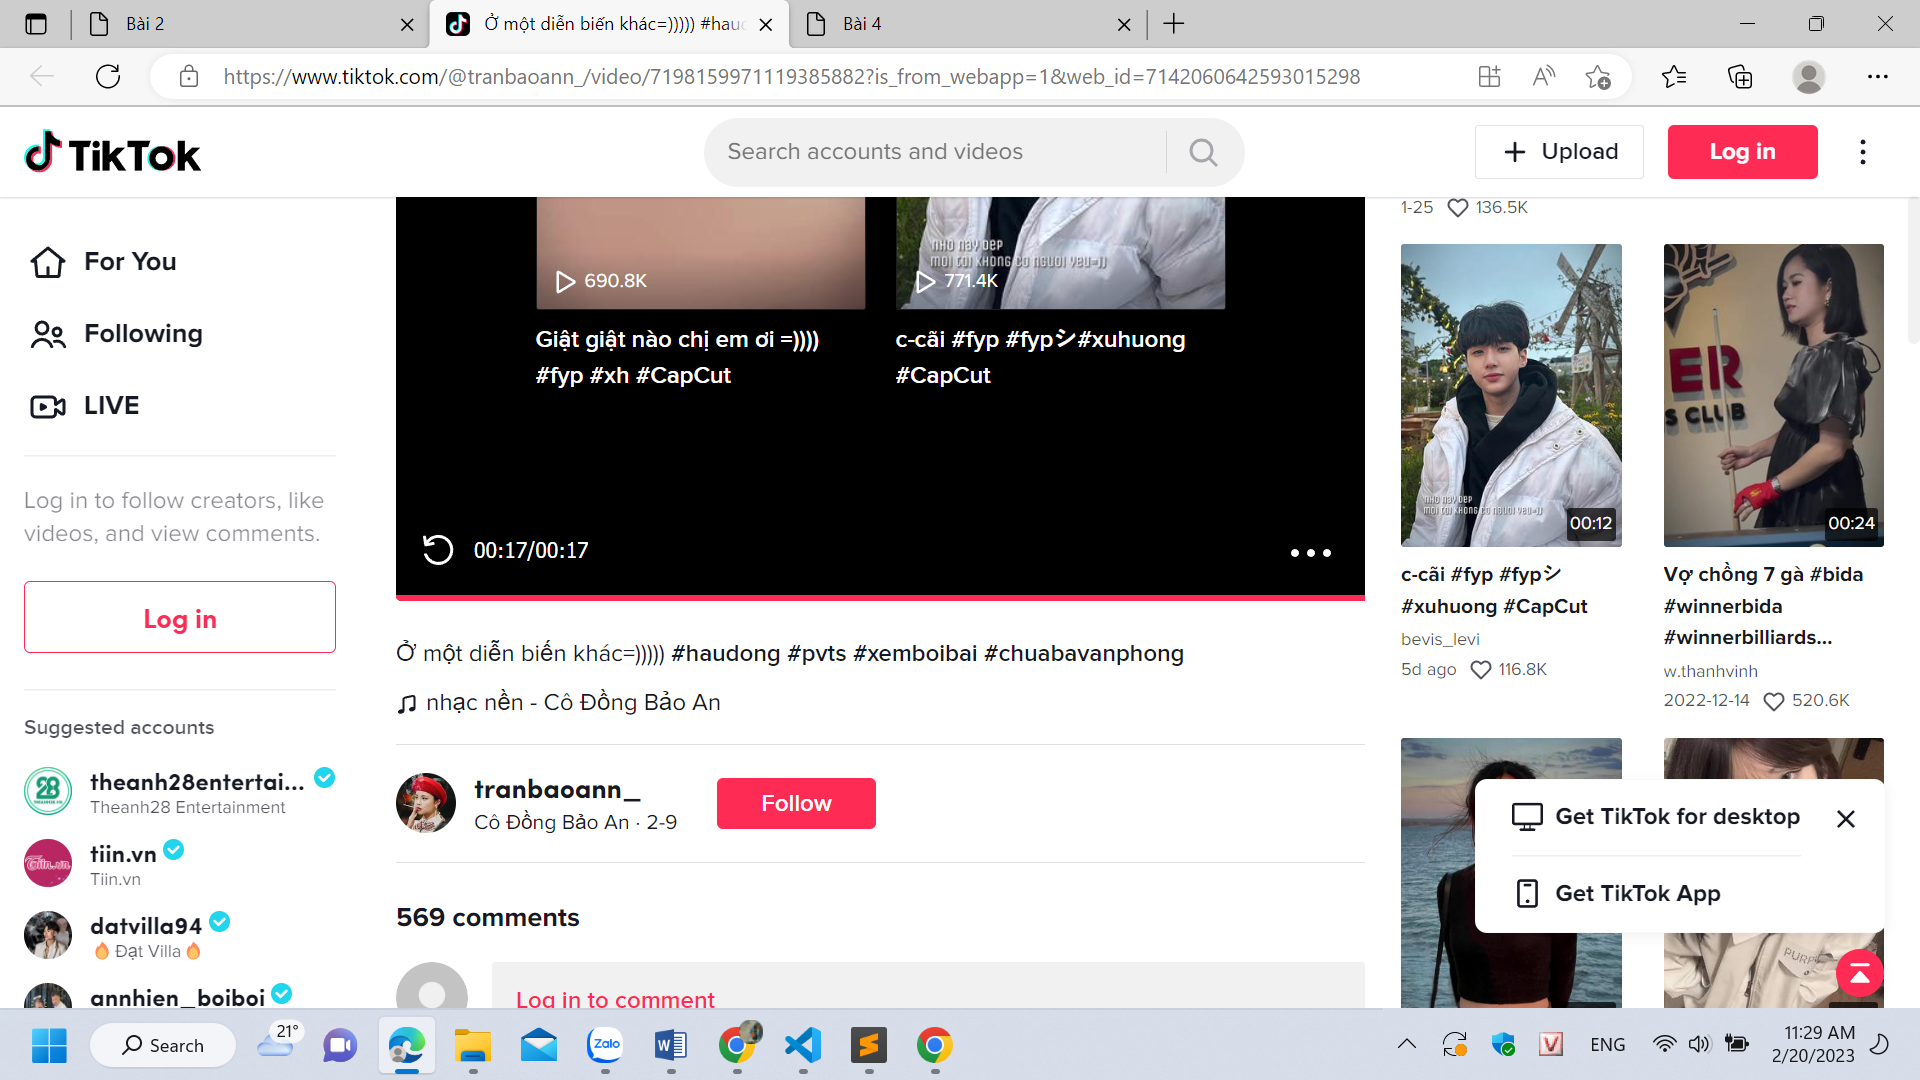 Bài 2
Ở một diễn biến khác=))))) #hau
Bài 4
https://www.tiktok.com/@tranbaoann_/video/7198159971119385882?is_from_webapp=1&web_id=7142060642593015298
TikTok
Search accounts and videos
Upload
Log in
For You
Following
LIVE
Log in to follow creators, like
videos, and view comments.
Log in
Suggested accounts
theanh28entertai...
Theanh28 Entertainment
tiin.vn
Tiin.vn
datvilla94
🔥 Đạt Villa 🔥
annhien_boiboi
690.8K
Giật giật nào chị em ơi =))))
#fyp #xh #CapCut
771.4K
c-cãi #fyp #fypシ#xuhuong
#CapCut
00:17/00:17
Ở một diễn biến khác=))))) #haudong #pvts #xemboibai #chuabavanphong
nhạc nền - Cô Đồng Bảo An
tranbaoann_
Cô Đồng Bảo An · 2-9
Follow
569 comments
Log in to comment
1-25 136.5K
00:12
c-cãi #fyp #fypシ
#xuhuong #CapCut
bevis_levi
5d ago 116.8K
ER
S CLUB
00:24
Vợ chồng 7 gà #bida
#winnerbida
#winnerbilliards...
w.thanhvinh
2022-12-14 520.6K
Get TikTok for desktop
Get TikTok App
21°
Search
Zalo
ENG
11:29 AM
2/20/2023